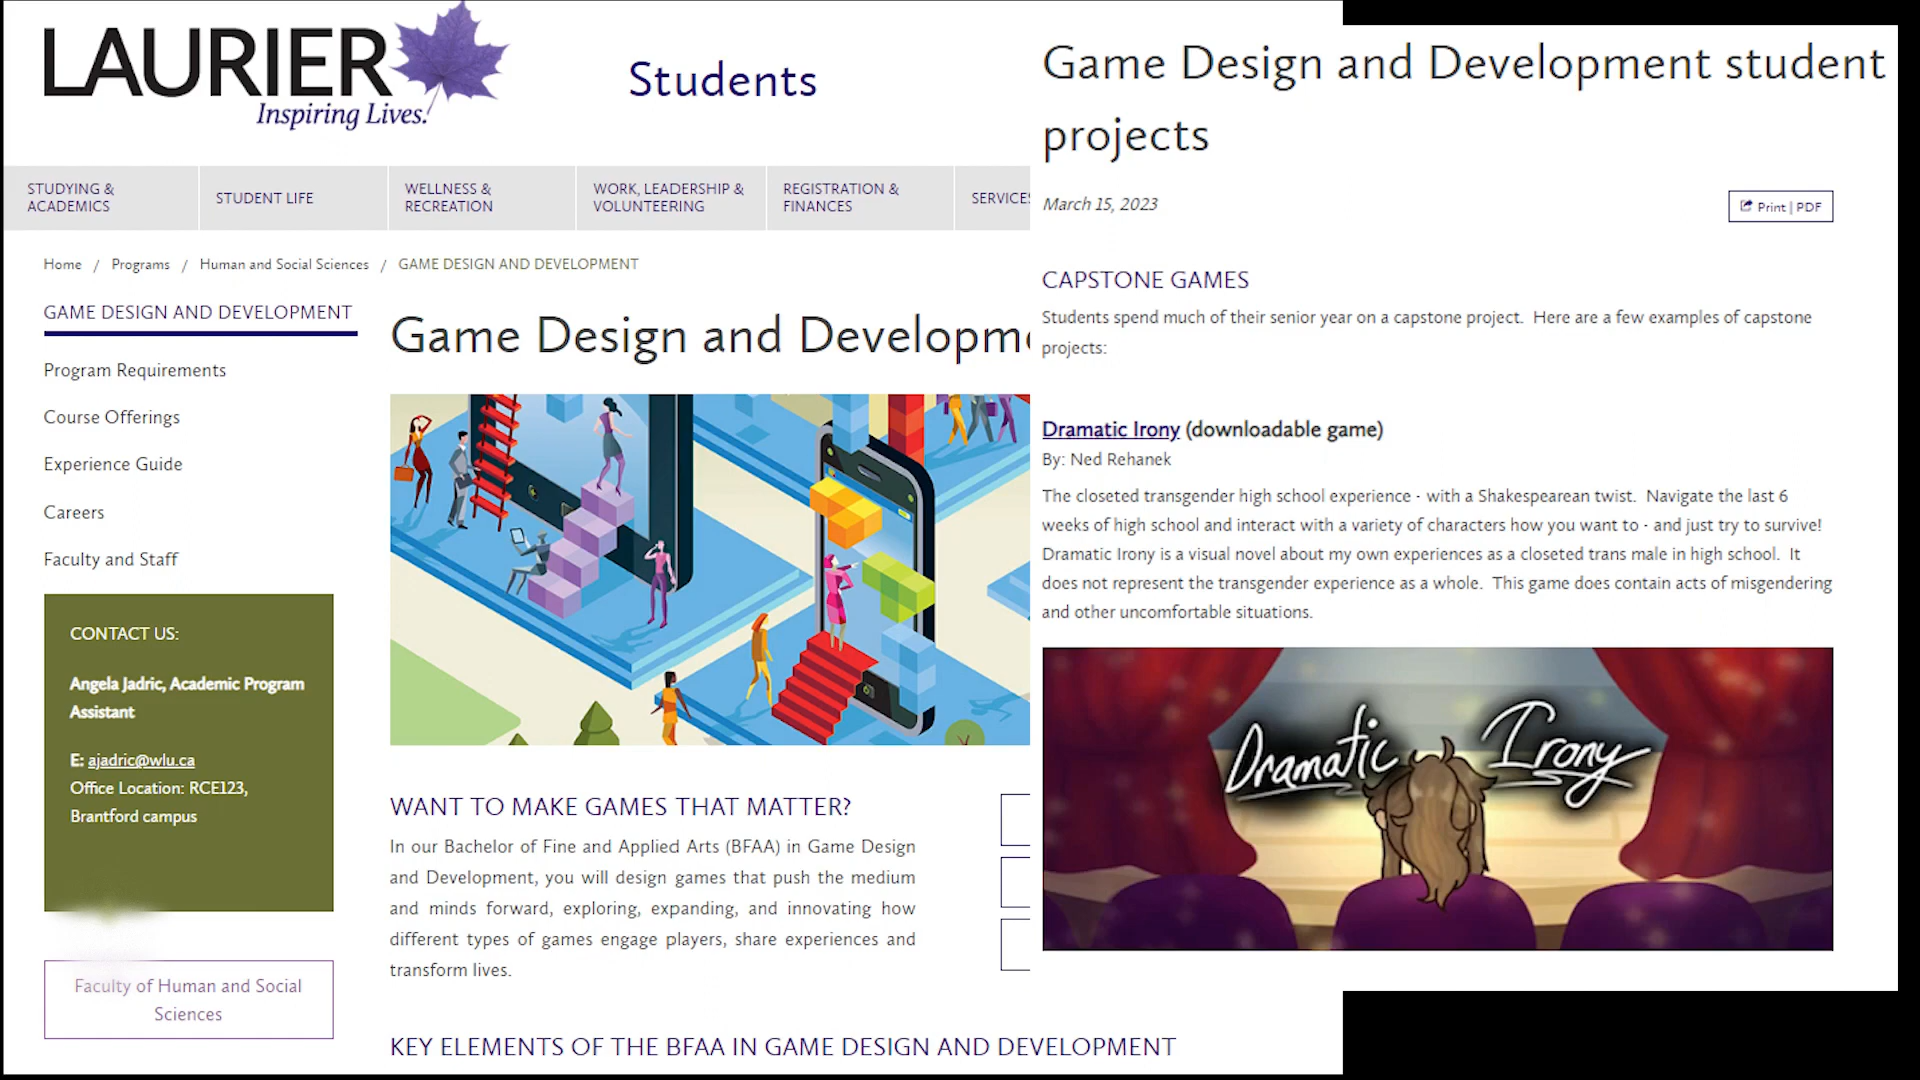 LAURIER
Inspiring Lives.
Students
STUDYING &
ACADEMICS
STUDENT LIFE
WELLNESS &
RECREATION
WORK, LEADERSHIP &
VOLUNTEERING
REGISTRATION &
FINANCES
SERVICES
Home / Programs / Human and Social Sciences / GAME DESIGN AND DEVELOPMENT
GAME DESIGN AND DEVELOPMENT
Program Requirements
Course Offerings
Experience Guide
Careers
Faculty and Staff
CONTACT US:
Angela Jadric, Academic Program
Assistant
E: ajadric@wlu.ca
Office Location: RCE123,
Brantford campus
Faculty of Human and Social
Sciences
Game Design and Developme
WANT TO MAKE GAMES THAT MATTER?
In our Bachelor of Fine and Applied Arts (BFAA) in Game Design
and Development, you will design games that push the medium
and minds forward, exploring, expanding, and innovating how
different types of games engage players, share experiences and
transform lives.
KEY ELEMENTS OF THE BFAA IN GAME DESIGN AND DEVELOPMENT
Game Design and Development student
projects
March 15, 2023
Print | PDF
CAPSTONE GAMES
Students spend much of their senior year on a capstone project. Here are a few examples of capstone
projects:
Dramatic Irony (downloadable game)
By: Ned Rehanek
The closeted transgender high school experience - with a Shakespearean twist. Navigate the last 6
weeks of high school and interact with a variety of characters how you want to - and just try to survive!
Dramatic Irony is a visual novel about my own experiences as a closeted trans male in high school. It
does not represent the transgender experience as a whole. This game does contain acts of misgendering
and other uncomfortable situations.
Dramatic Irony